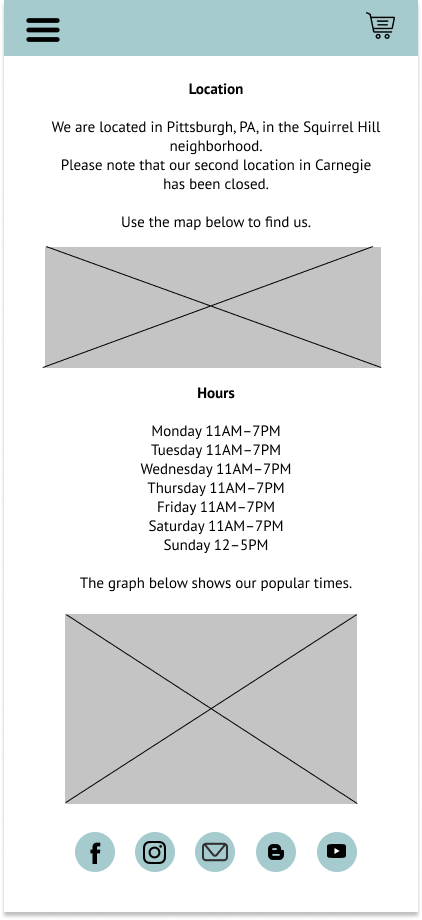 Location
We are located in Pittsburgh, PA, in the Squirrel Hill
neighborhood.
Please note that our second location in Carnegie
has been closed.
Use the map below to find us.
Hours
Monday 11AM–7PM
Tuesday 11AM–7PM
Wednesday 11AM–7PM
Thursday 11AM–7PM
Friday 11AM–7PM
Saturday 11AM–7PM
Sunday 12–5PM
The graph below shows our popular times.